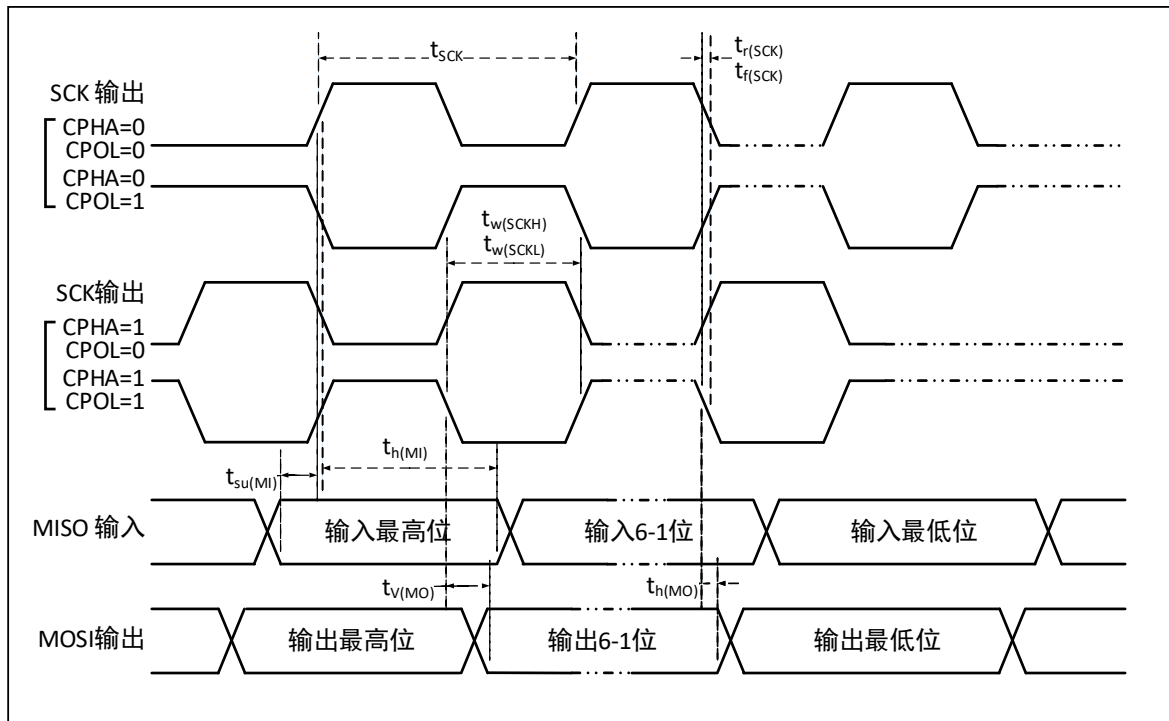 tSCK
tr(SCK)
tf(SCK)
SCK 输出
CPHA=0
CPOL=0
CPHA=0
CPOL=1
tw(SCKH)
tw(SCKL)
SCK输出
CPHA=1
CPOL=0
CPHA=1
CPOL=1
th(MI)
tsu(MI)
MISO 输入
输入最高位
输入6-1位
输入最低位
tV(MO)
th(MO)
MOSI输出
输出最高位
输出6-1位
输出最低位